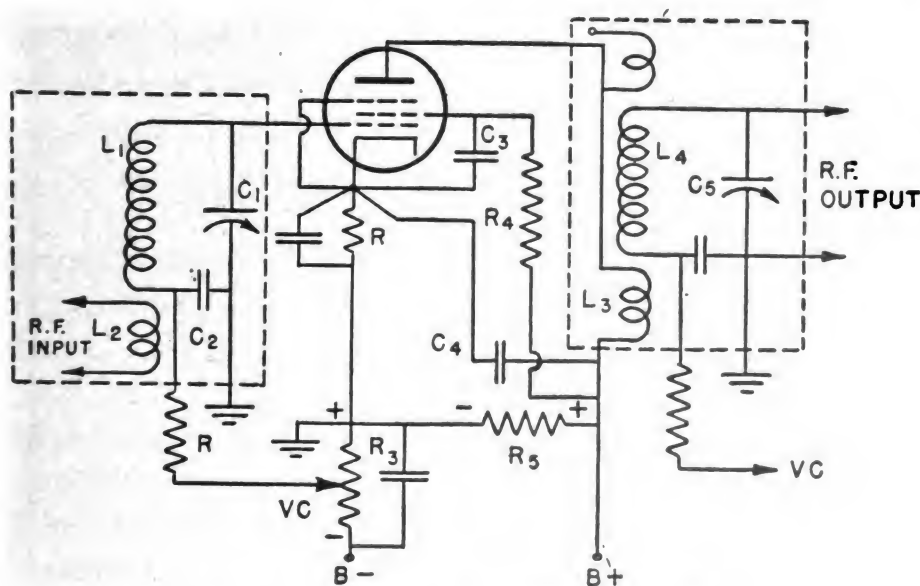 L1
C1
C2
L2
R.F.
INPUT
R
VC
R
R3
+
-
B-
C3
R4
C4
-
+
R5
B+
L4
C5
L3
R.F.
OUTPUT
VC